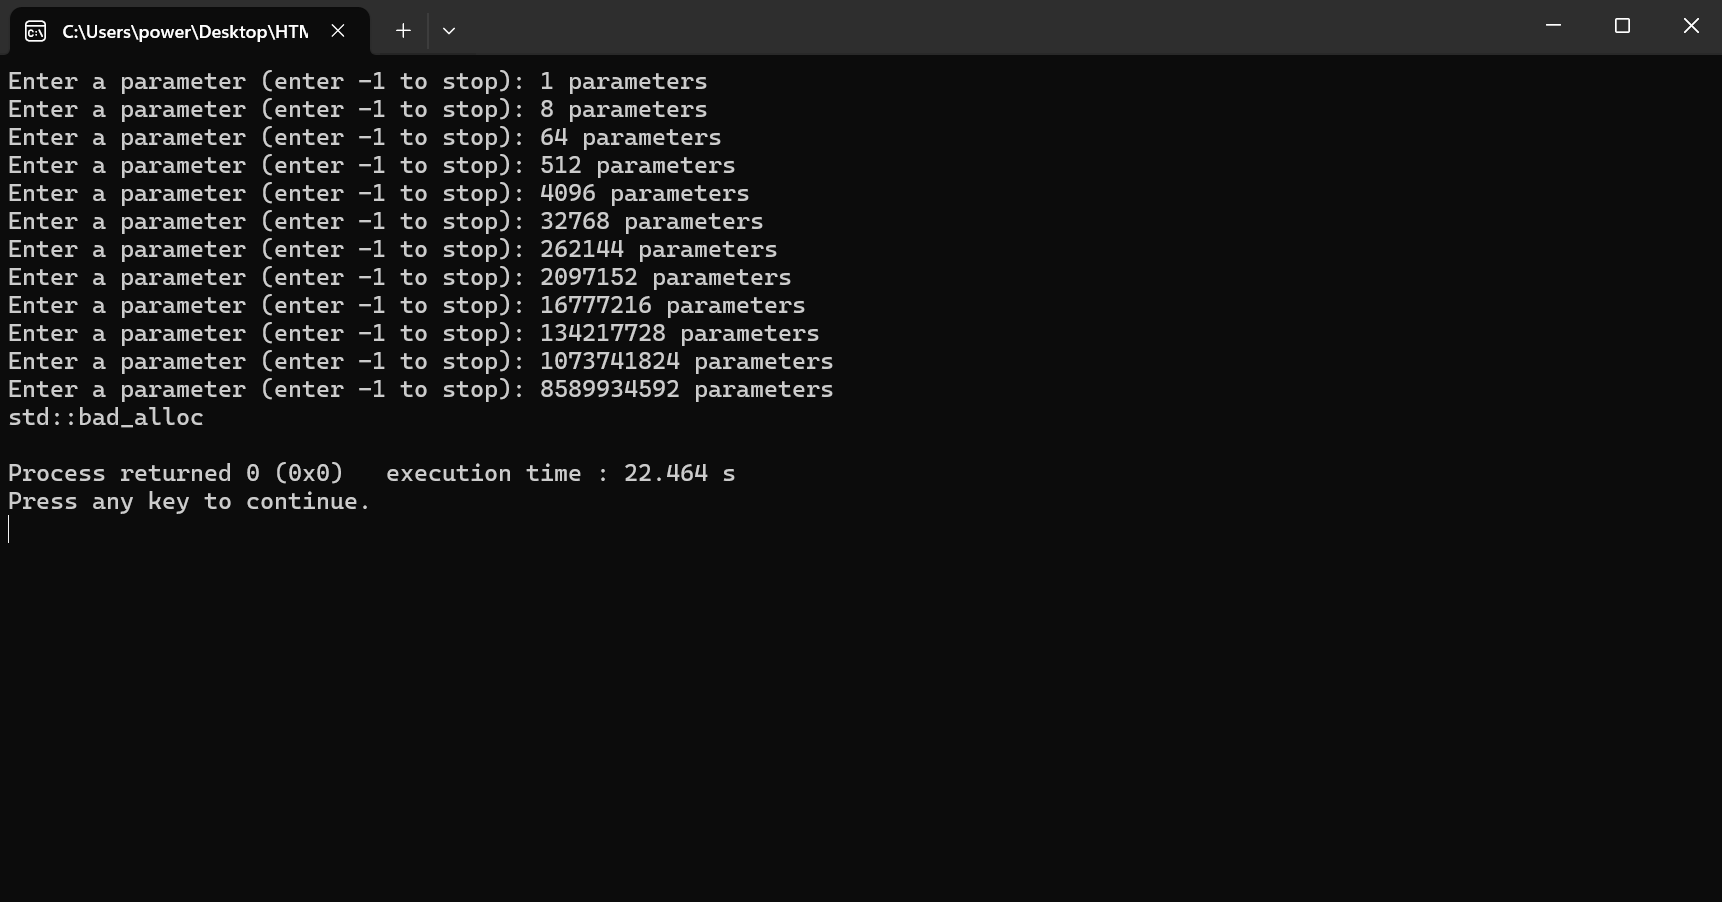 C:\Users\power\Desktop\HTM
Enter a parameter (enter -1 to stop): 1 parameters
Enter a parameter (enter -1 to stop): 8 parameters
Enter a parameter (enter -1 to stop): 64 parameters
Enter a parameter (enter -1 to stop): 512 parameters
Enter a parameter (enter -1 to stop): 4096 parameters
Enter a parameter (enter -1 to stop): 32768 parameters
Enter a parameter (enter -1 to stop): 262144 parameters
Enter a parameter (enter -1 to stop): 2097152 parameters
Enter a parameter (enter -1 to stop): 16777216 parameters
Enter a parameter (enter -1 to stop): 134217728 parameters
Enter a parameter (enter -1 to stop): 1073741824 parameters
Enter a parameter (enter -1 to stop): 8589934592 parameters
std::bad_alloc
Process returned 0 (0x0)   execution time : 22.464 s
Press any key to continue.